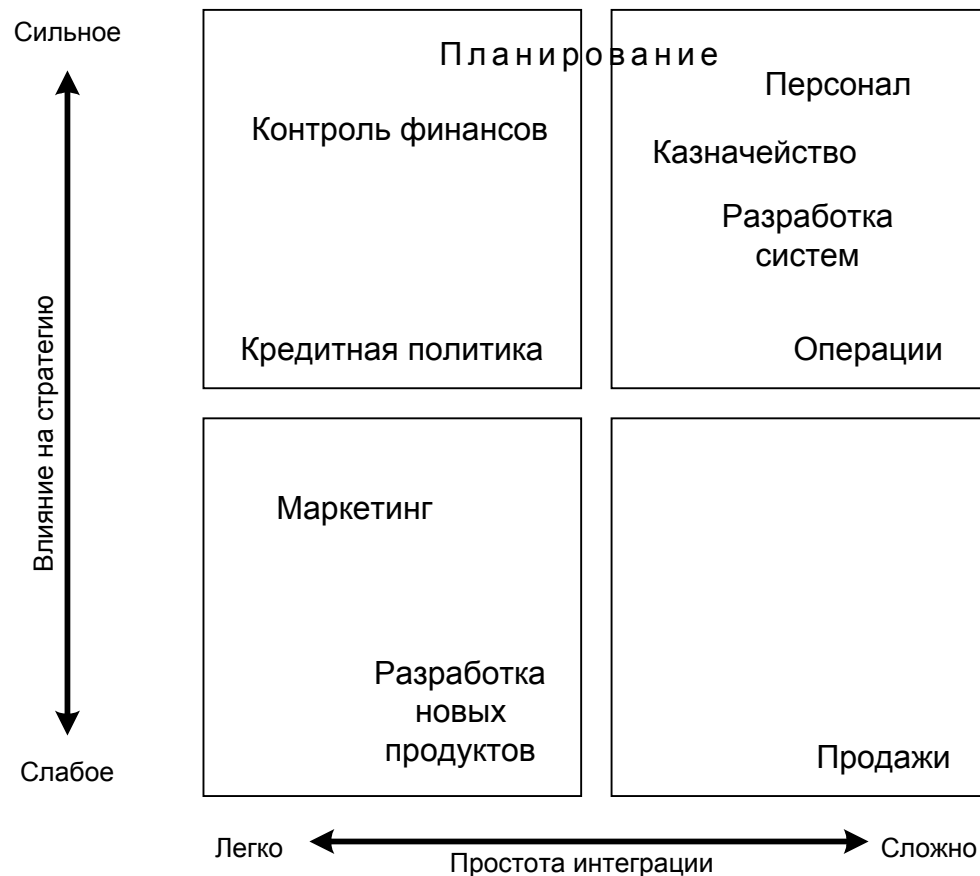 Сильное
Планирование
Персонал
Контроль финансов
Казначейство
Разработка
систем
Кредитная политика
Операции
Влияние на стратегию
Маркетинг
Разработка
новых
продуктов
Продажи
Слабое
Легко
Простота интеграции
Сложно